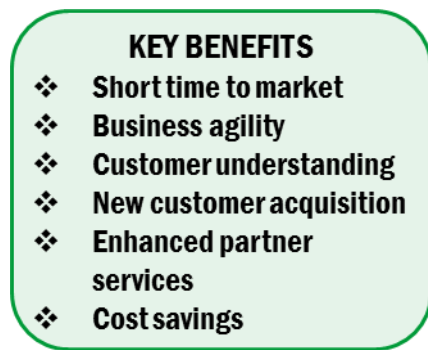 KEY BENEFITS
❖ Short time to market
❖ Business agility
❖ Customer understanding
❖ New customer acquisition
❖ Enhanced partner
services
❖ Cost savings